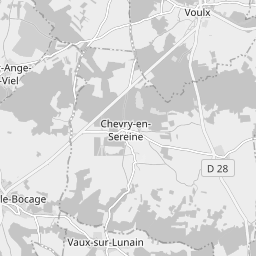 Voulx
t-Ange-
-Viel
Chevry-en-
Sereine
D 28
le-Bocage
Vaux-sur-Lunain